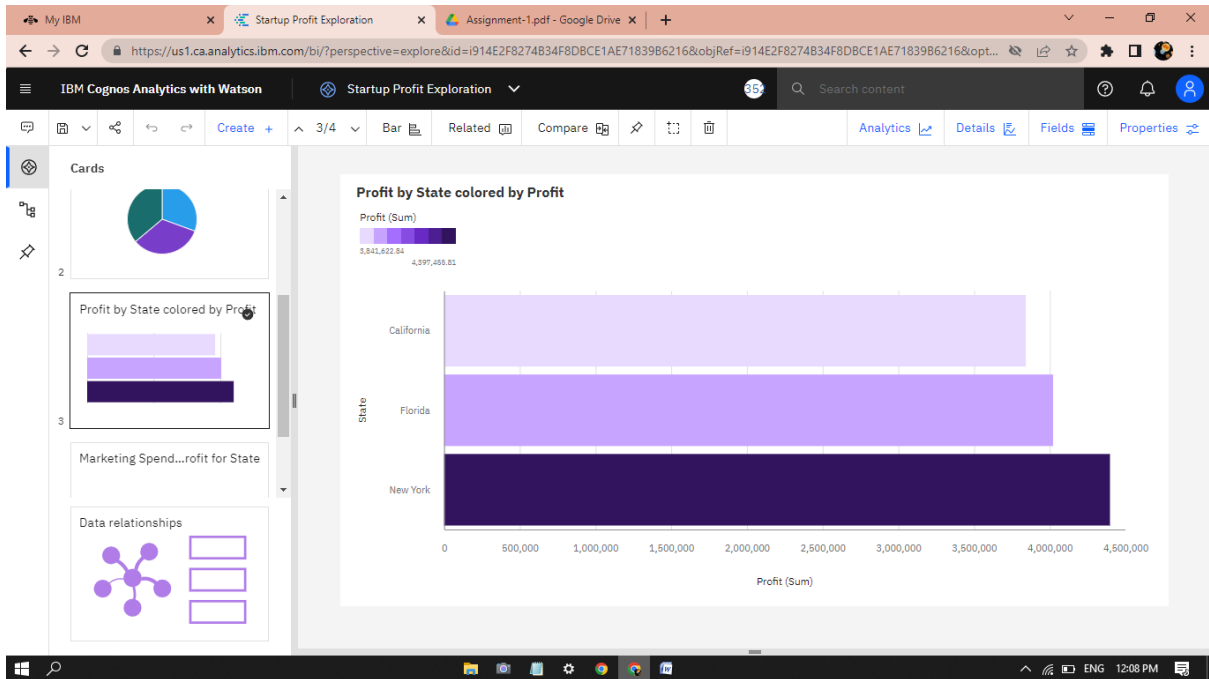 My IBM
Startup Profit Exploration
Assignment-1.pdf - Google Drive
https://us1.ca.analytics.ibm.com/bi/?perspective=explore&id=i914E2F8274B34F8DBCE1AE71839B6216&objRef=i914E2F8274B34F8DBCE1AE71839B6216&opt...
IBM Cognos Analytics with Watson
Startup Profit Exploration
352
Search content
Create +
3/4
Bar
Related
Compare
Analytics
Details
Fields
Properties
Cards
2
Profit by State colored by Profit
3
Marketing Spend...rofit for State
Data relationships
Profit by State colored by Profit
Profit (Sum)
3,841,622.84
4,397,455.81
State
California
Florida
New York
0
500,000
1,000,000
1,500,000
2,000,000
2,500,000
3,000,000
3,500,000
4,000,000
4,500,000
Profit (Sum)
ENG
12:08 PM